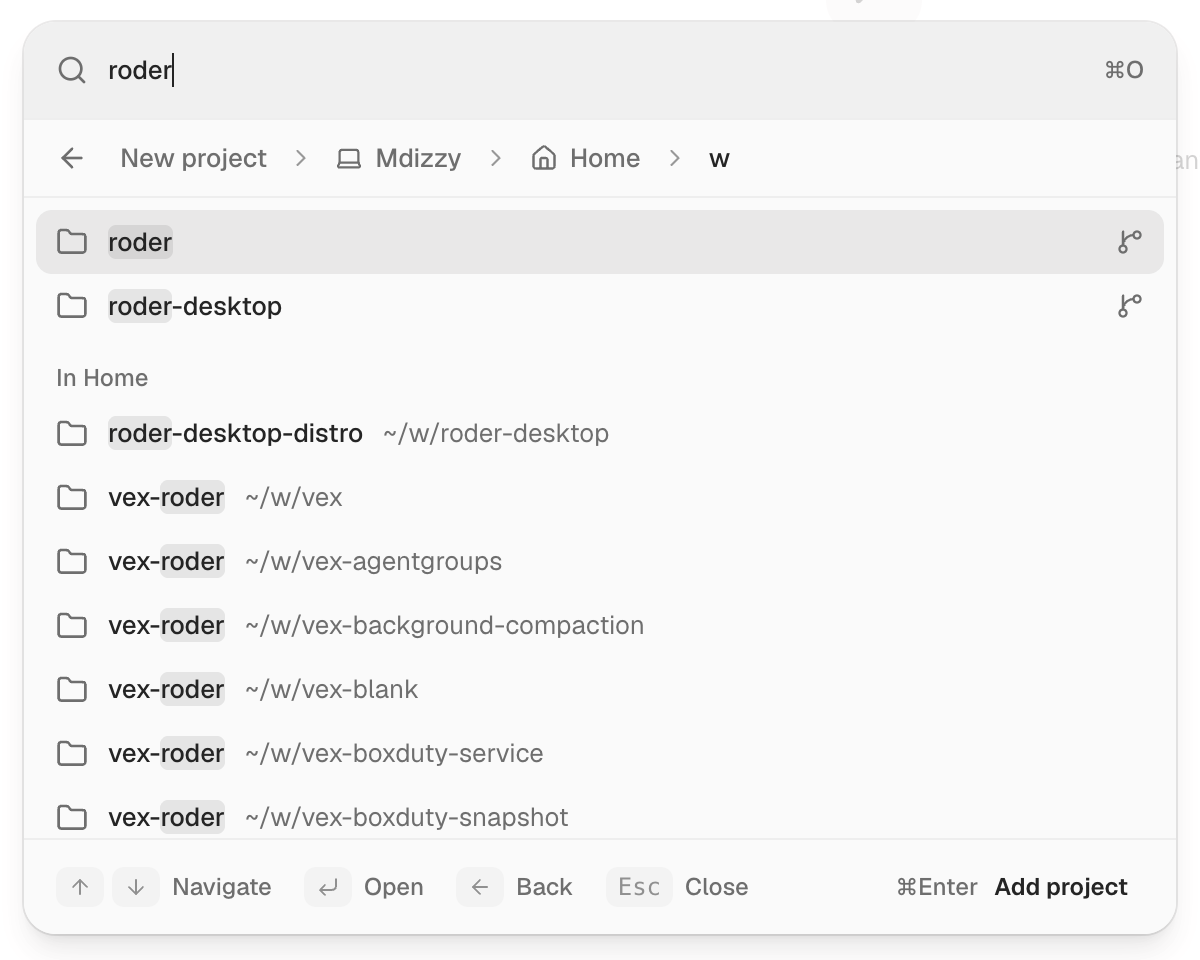 roder ⌘O
New project Mdizzy Home w
roder
roder-desktop
In Home
roder-desktop-distro ~/w/roder-desktop
vex-roder ~/w/vex
vex-roder ~/w/vex-agentgroups
vex-roder ~/w/vex-background-compaction
vex-roder ~/w/vex-blank
vex-roder ~/w/vex-boxduty-service
vex-roder ~/w/vex-boxduty-snapshot
Navigate Open Back Esc Close ⌘Enter Add project